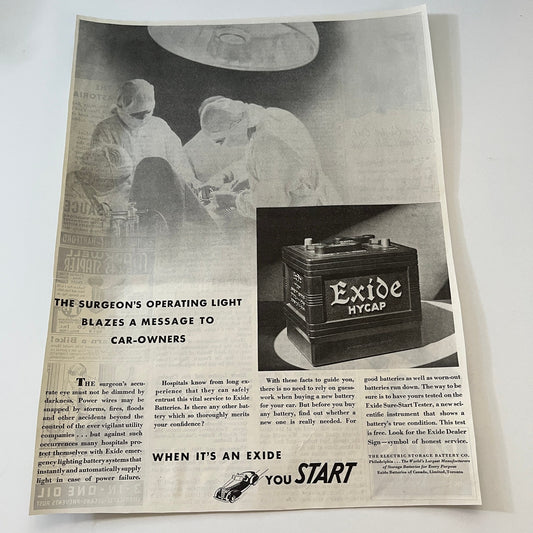 THE SURGEON'S OPERATING LIGHT
BLAZES A MESSAGE TO
CAR-OWNERS
Exide
HYCAP
THE surgeon's accu-
rate eye must not be dimmed by
darkness. Power wires may be
snapped by storms, fires, floods
and other accidents beyond the
control of the ever vigilant utility
companies . . . but against such
occurrences many hospitals pro-
tect themselves with Exide emer-
gency lighting battery systems that
instantly and automatically supply
light in case of power failure.
Hospitals know from long ex-
perience that they can safely
entrust this vital service to Exide
Batteries. Is there any other bat-
tery which so thoroughly merits
your confidence?
With these facts to guide you,
there is no need to rely on guess-
work when buying a new battery
for your car. But before you buy
any battery, find out whether a
new one is really needed. For
good batteries as well as worn-out
batteries run down. The way to be
sure is to have yours tested on the
Exide Sure-Start Tester, a new sci-
entific instrument that shows a
battery's true condition. This test
is free. Look for the Exide Dealer
Sign—symbol of honest service.
THE ELECTRIC STORAGE BATTERY CO.
Philadelphia . . . The World's Largest Manufacturers
of Storage Batteries for Every Purpose
Exide Batteries of Canada, Limited, Toronto
WHEN IT'S AN EXIDE
YOU START